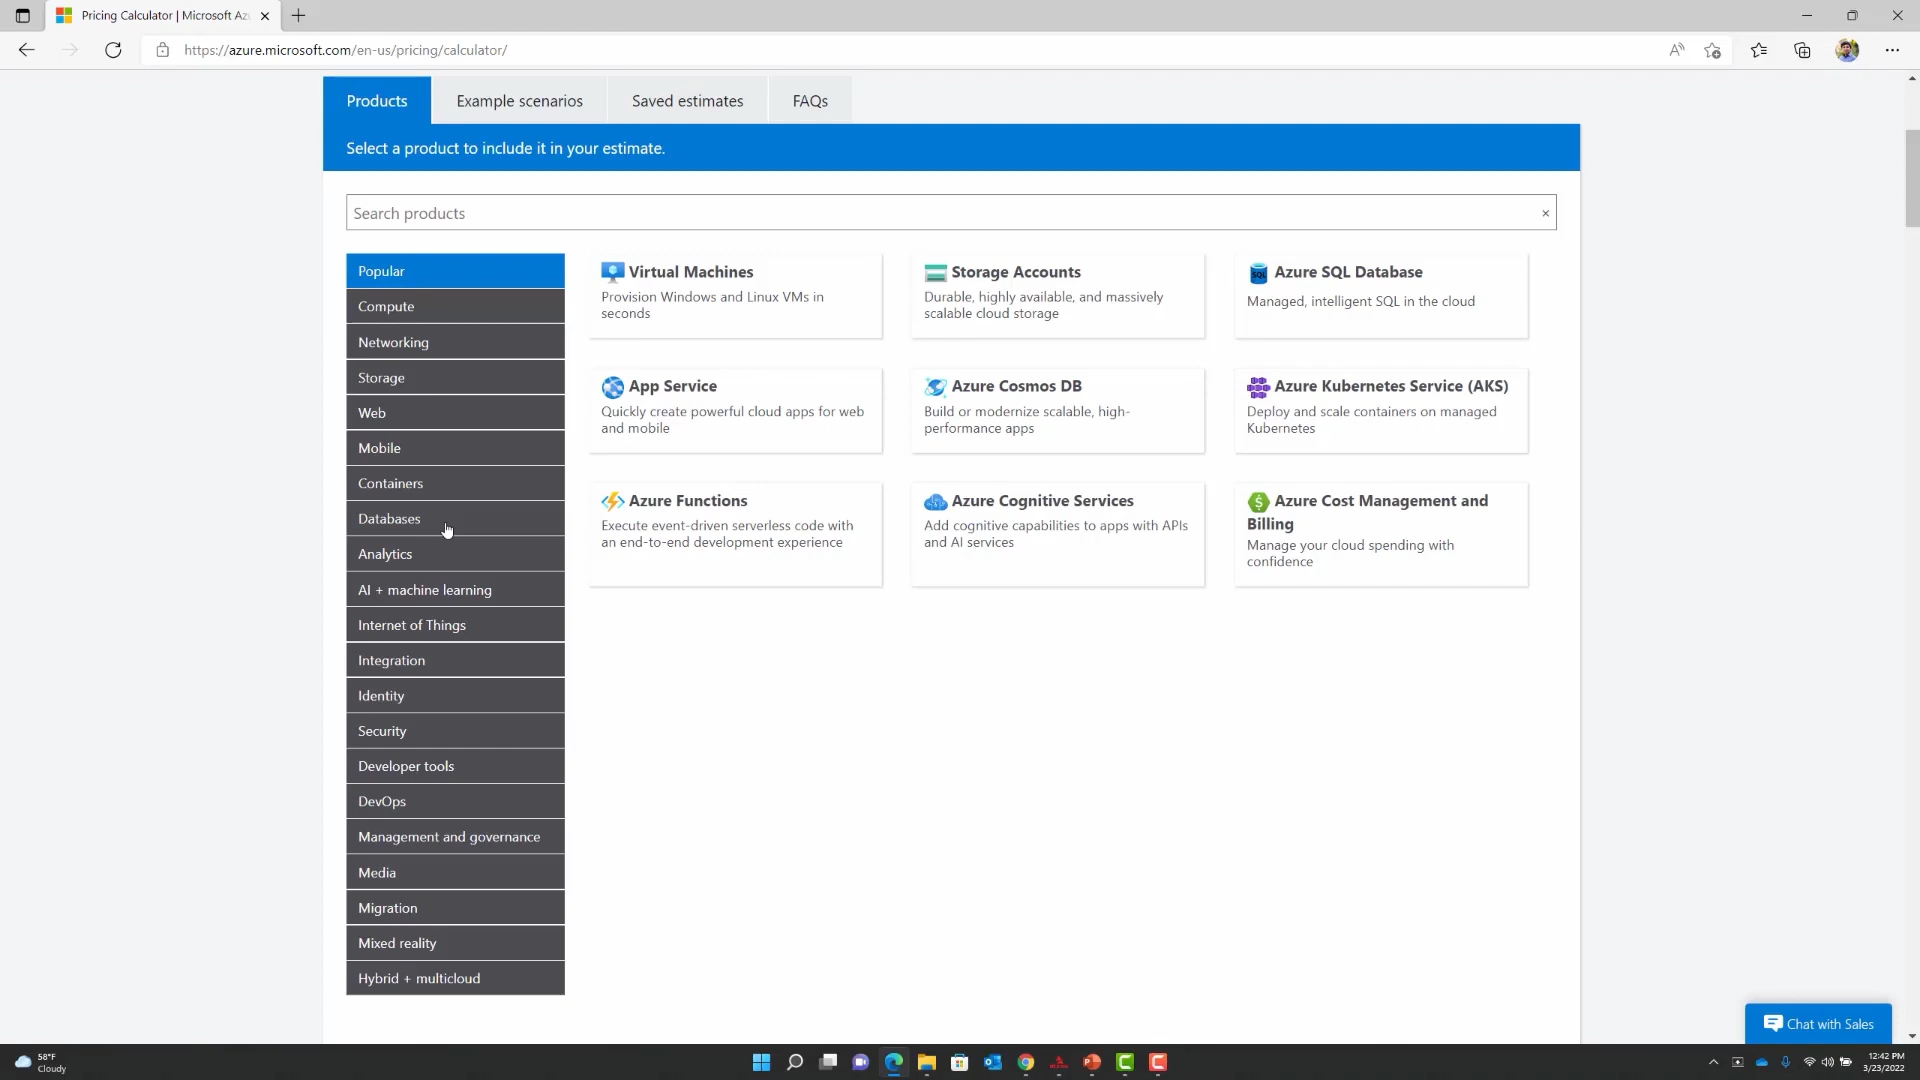 Pricing Calculator | Microsoft Az
https://azure.microsoft.com/en-us/pricing/calculator/
Products
Example scenarios
Saved estimates
FAQs
Select a product to include it in your estimate.
Search products
Popular
Compute
Networking
Storage
Web
Mobile
Containers
Databases
Analytics
AI + machine learning
Internet of Things
Integration
Identity
Security
Developer tools
DevOps
Management and governance
Media
Migration
Mixed reality
Hybrid + multicloud
Virtual Machines
Provision Windows and Linux VMs in
seconds
Storage Accounts
Durable, highly available, and massively
scalable cloud storage
Azure SQL Database
Managed, intelligent SQL in the cloud
App Service
Quickly create powerful cloud apps for web
and mobile
Azure Cosmos DB
Build or modernize scalable, high-
performance apps
Azure Kubernetes Service (AKS)
Deploy and scale containers on managed
Kubernetes
Azure Functions
Execute event-driven serverless code with
an end-to-end development experience
Azure Cognitive Services
Add cognitive capabilities to apps with APIs
and AI services
Azure Cost Management and
Billing
Manage your cloud spending with
confidence
Chat with Sales
58°F
Cloudy
12:42 PM
3/23/2022